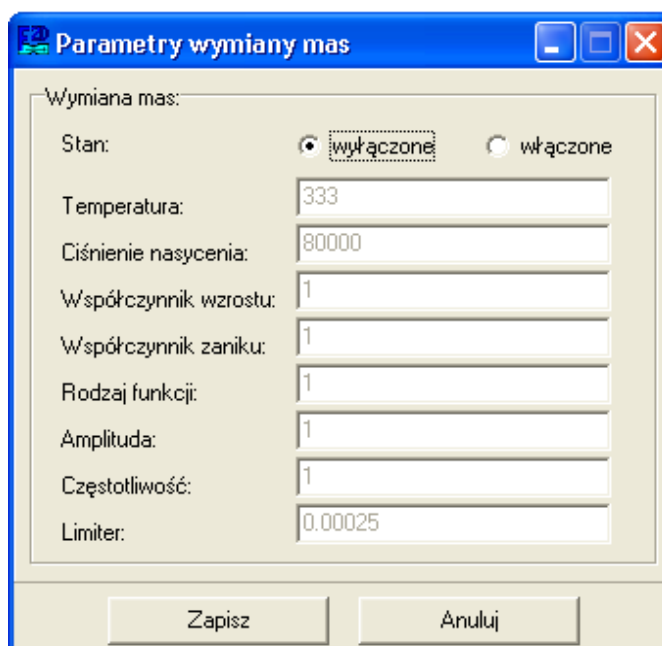 Parametry wymiany mas
Wymiana mas:
Stan: wyłączone włączone
Temperatura: 333
Ciśnienie nasycenia: 80000
Współczynnik wzrostu: 1
Współczynnik zaniku: 1
Rodzaj funkcji: 1
Amplituda: 1
Częstotliwość: 1
Limiter: 0.00025
Zapisz Anuluj